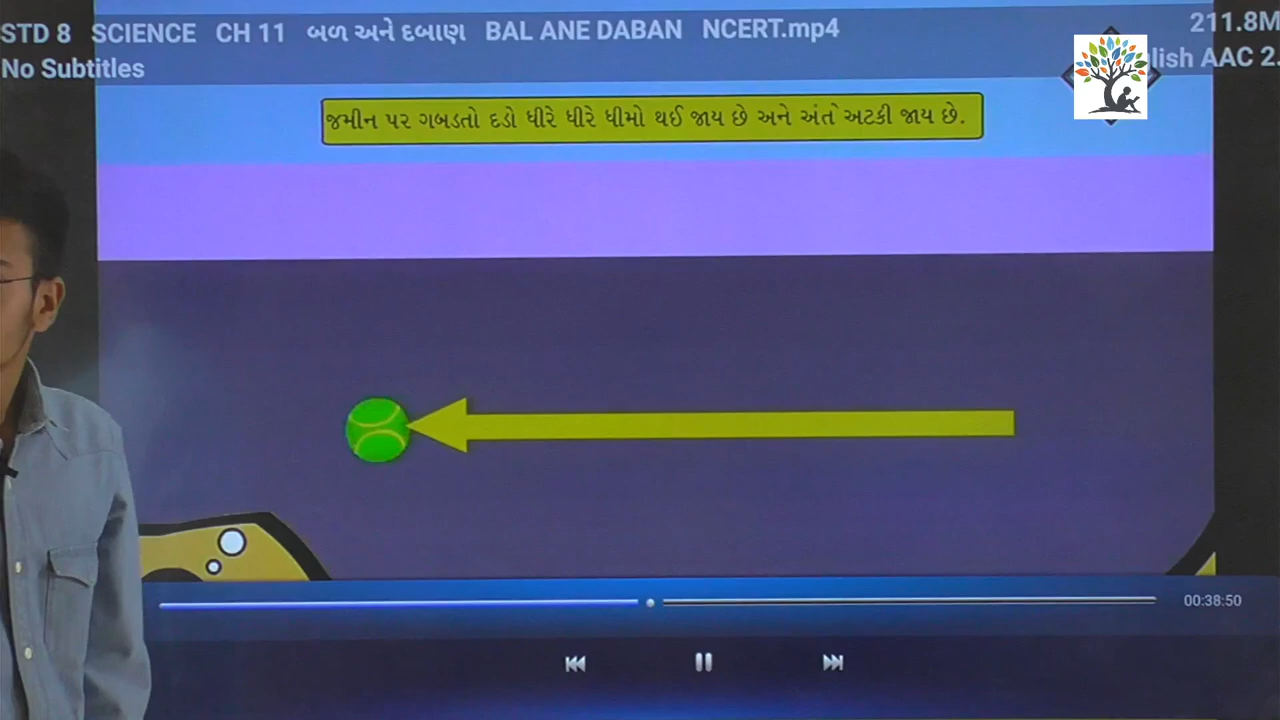 STD 8 SCIENCE CH 11 બળ અને દબાણ BAL ANE DABAN NCERT.mp4
211.8M
No Subtitles
lish AAC 2.
જમીન પર ગબડતો દડો ધીરે ધીરે ધીમો થઈ જાય છે અને અંતે અટકી જાય છે.
00:38:50